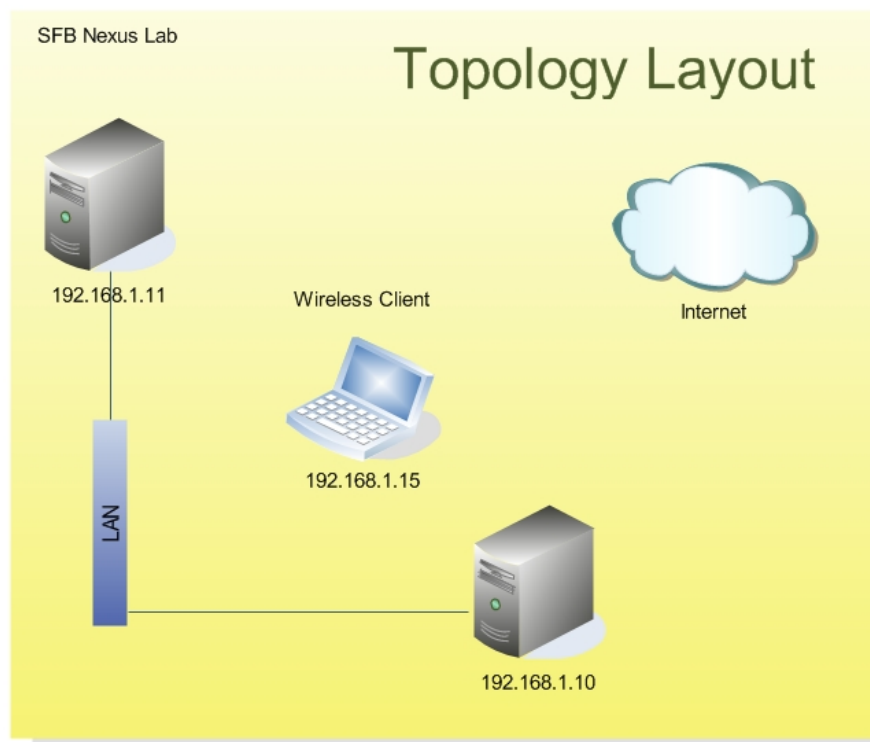 SFB Nexus Lab
Topology Layout
192.168.1.11
Wireless Client
Internet
192.168.1.15
LAN
192.168.1.10